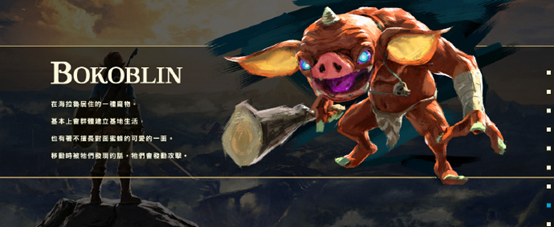 BOKOBLIN
在海拉魯居住的一種魔物。
基本上會群體建立基地生活。
也有著不擅長對面蜜蜂的可愛的一面。
移動時被牠們發現的話，牠們會發動攻擊。